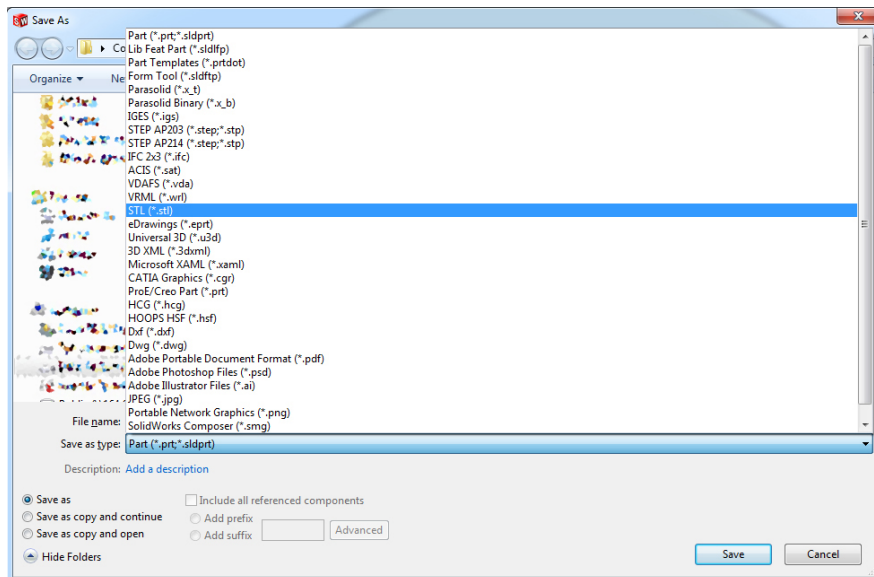 Save As
Co
Organize
Ne
Part (*.prt;*.sldprt)
Lib Feat Part (*.sldlfp)
Part Templates (*.prtdot)
Form Tool (*.sldftp)
Parasolid (*.x_t)
Parasolid Binary (*.x_b)
IGES (*.igs)
STEP AP203 (*.step;*.stp)
STEP AP214 (*.step;*.stp)
IFC 2x3 (*.ifc)
ACIS (*.sat)
VDAFS (*.vda)
VRML (*.wrl)
STL (*.stl)
eDrawings (*.eprt)
Universal 3D (*.u3d)
3D XML (*.3dxml)
Microsoft XAML (*.xaml)
CATIA Graphics (*.cgr)
ProE/Creo Part (*.prt)
HCG (*.hcg)
HOOPS HSF (*.hsf)
Dxf (*.dxf)
Dwg (*.dwg)
Adobe Portable Document Format (*.pdf)
Adobe Photoshop Files (*.psd)
Adobe Illustrator Files (*.ai)
JPEG (*.jpg)
Portable Network Graphics (*.png)
SolidWorks Composer (*.smg)
File name:
Save as type: Part (*.prt;*.sldprt)
Description: Add a description
Save as
Include all referenced components
Save as copy and continue
Add prefix
Save as copy and open
Add suffix
Advanced
Hide Folders
Save
Cancel